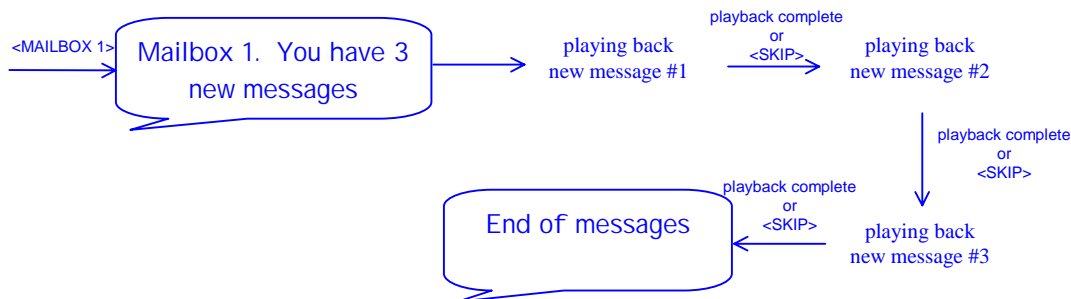 <MAILBOX 1>
Mailbox 1. You have 3
new messages
playing back
new message #1
playback complete
or
<SKIP>
playing back
new message #2
playback complete
or
<SKIP>
playing back
new message #3
playback complete
or
<SKIP>
End of messages